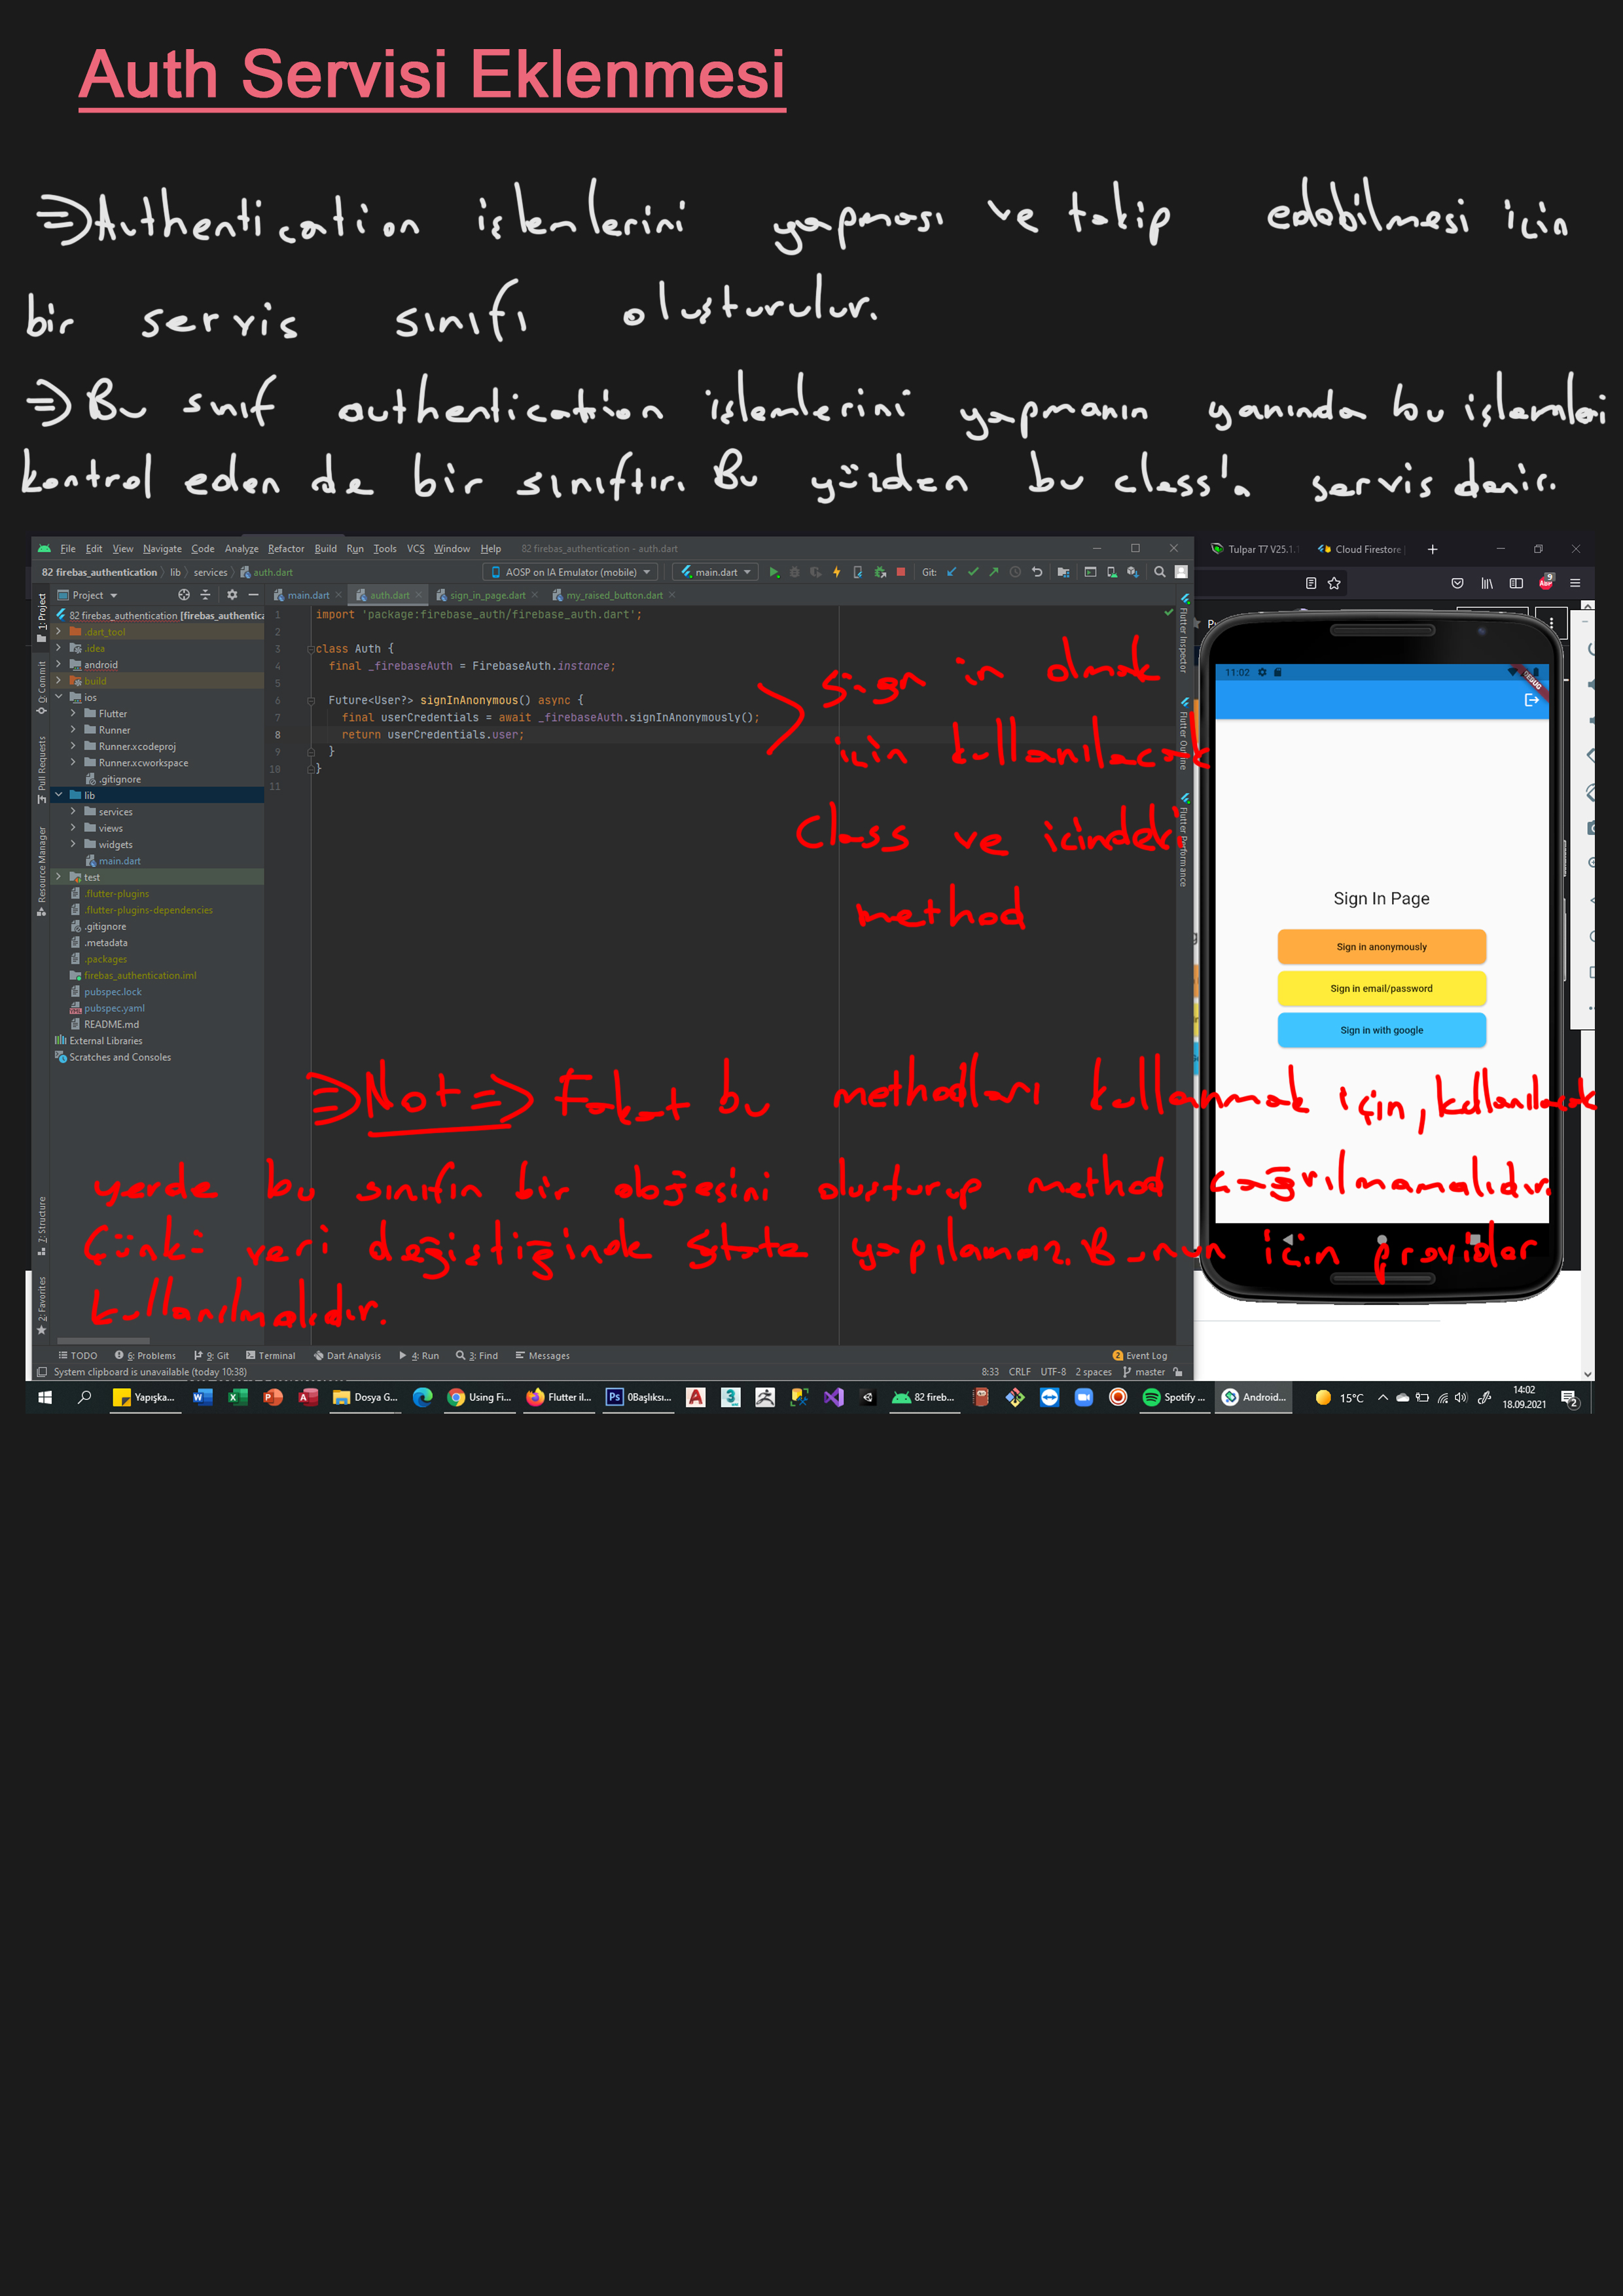 Auth Servisi Eklenmesi
⇒ Authentication işlemlerini yapması ve takip edebilmesi için
bir servis sınıfı oluşturulur.
⇒ Bu sınıf authentication işlemlerini yapmanın yanında bu işlemleri
kontrol eden de bir sınıftır. Bu yüzden bu class'a servis denir.
File Edit View Navigate Code Analyze Refactor Build Run Tools VCS Window Help 82 firebas_authentication - auth.dart
Tulpar T7 V25.1. Cloud Firestore
82 firebas_authentication lib services auth.dart AOSP on IA Emulator (mobile) main.dart Git:
Project main.dart auth.dart sign_in_page.dart my_raised_button.dart
82 firebas_authentication [firebas_authentica
.dart_tool
.idea
android
build
ios
Flutter
Runner
Runner.xcodeproj
Runner.xcworkspace
.gitignore
lib
services
views
widgets
main.dart
test
.flutter-plugins
.flutter-plugins-dependencies
.gitignore
.metadata
.packages
firebas_authentication.iml
pubspec.lock
pubspec.yaml
README.md
External Libraries
Scratches and Consoles
1: Project
0: Commit
Pull Requests
Resource Manager
7: Structure
2: Favorites
1 import 'package:firebase_auth/firebase_auth.dart';
2
3 class Auth {
4 final _firebaseAuth = FirebaseAuth.instance;
5
6 Future<User?> signInAnonymous() async {
7 final userCredentials = await _firebaseAuth.signInAnonymously();
8 return userCredentials.user;
9 }
10 }
11
Flutter Inspector
Flutter Outline
Flutter Performance
sign in olmak
için kullanılacak
Class ve içindeki
method
11:02
DEBUG
Sign In Page
Sign in anonymously
Sign in email/password
Sign in with google
⇒ Not ⇒ Fakat bu methodları kullanmak için, kullanılacak
yerde bu sınıfın bir objesini oluşturup method çağrılmamalıdır.
Çünkü veri değiştiğinde state yapılamaz. Bunun için provider
kullanılmalıdır.
TODO 6: Problems 9: Git Terminal Dart Analysis 4: Run 3: Find Messages 2 Event Log
System clipboard is unavailable (today 10:38) 8:33 CRLF UTF-8 2 spaces master
Yapışka... Dosya G... Using Fi... Flutter il... 0Başlıksı... 82 fireb... Spotify ... Android... 15°C 14:02
18.09.2021 2